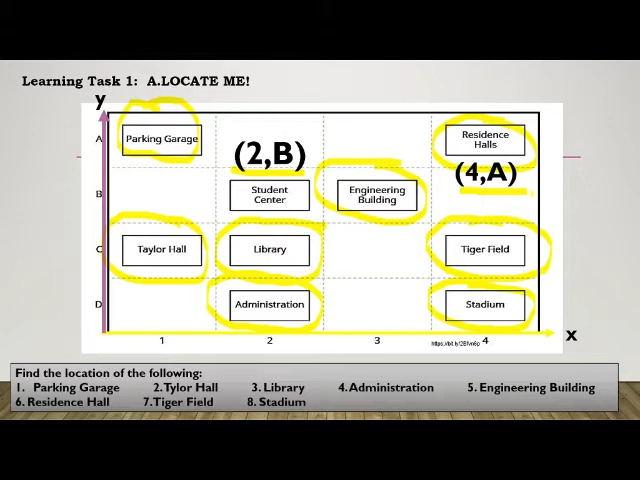 Learning Task 1: A.LOCATE ME!
y
A
Parking Garage
(2,B)
Residence
Halls
(4,A)
B
Student
Center
Engineering
Building
C
Taylor Hall
Library
Tiger Field
D
Administration
Stadium
x
1
2
3
4
Find the location of the following:
1. Parking Garage 2.Tylor Hall 3. Library 4.Administration 5. Engineering Building
6. Residence Hall 7.Tiger Field 8. Stadium